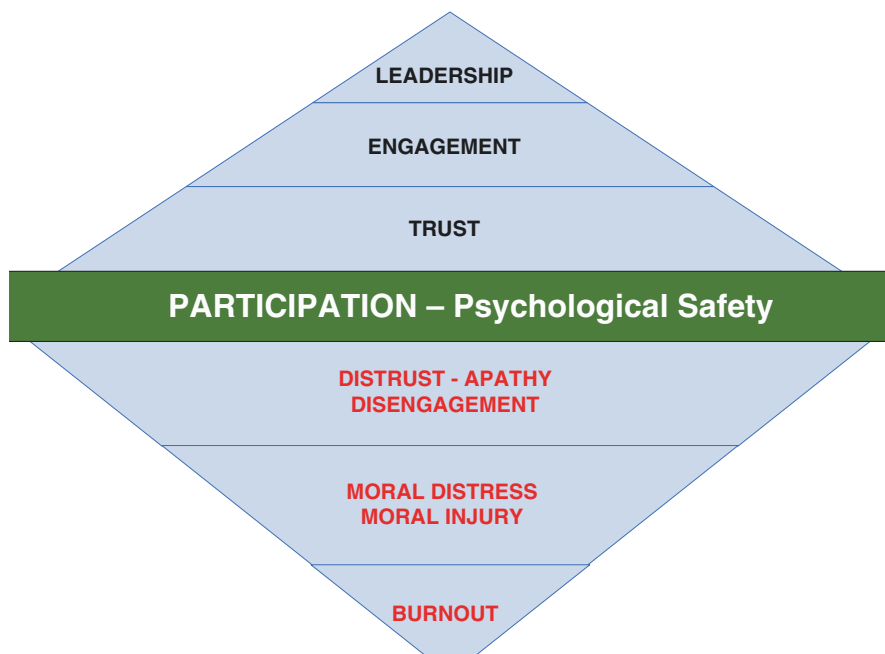 LEADERSHIP
ENGAGEMENT
TRUST
PARTICIPATION – Psychological Safety
DISTRUST - APATHY
DISENGAGEMENT
MORAL DISTRESS
MORAL INJURY
BURNOUT